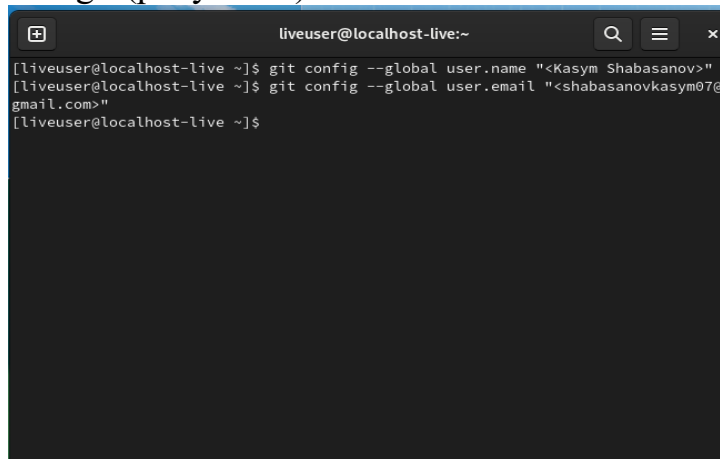 liveuser@localhost-live:~
[liveuser@localhost-live ~]$ git config --global user.name "<Kasym Shabasanov>"
[liveuser@localhost-live ~]$ git config --global user.email "<shabasanovkasym07@
gmail.com>"
[liveuser@localhost-live ~]$